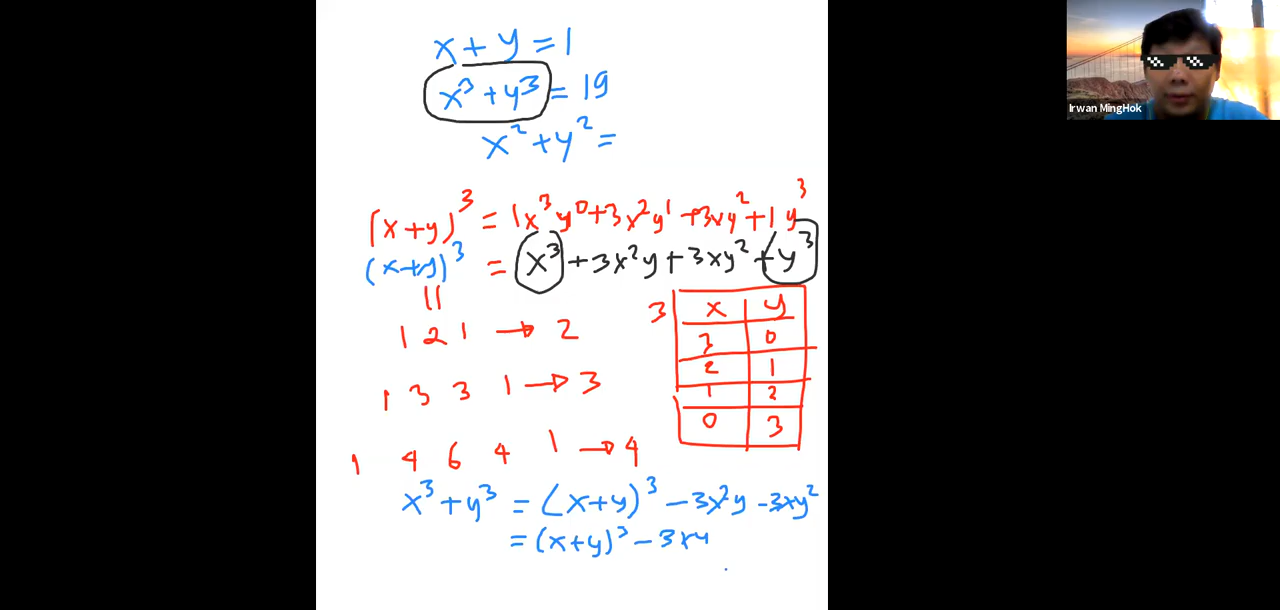 x + y = 1
x³ + y³ = 19
x² + y² =
(x + y)³ = 1x³y⁰ + 3x²y¹ + 3xy² + 1y³
(x + y)³ = x³ + 3x²y + 3xy² + y³
11
1 2 1 → 2
1 3 3 1 → 3
1 4 6 4 1 → 4
3 x y
3 0
2 1
1 2
0 3
x³ + y³ = (x + y)³ - 3x²y - 3xy²
= (x + y)³ - 3xy
Irwan MingHok